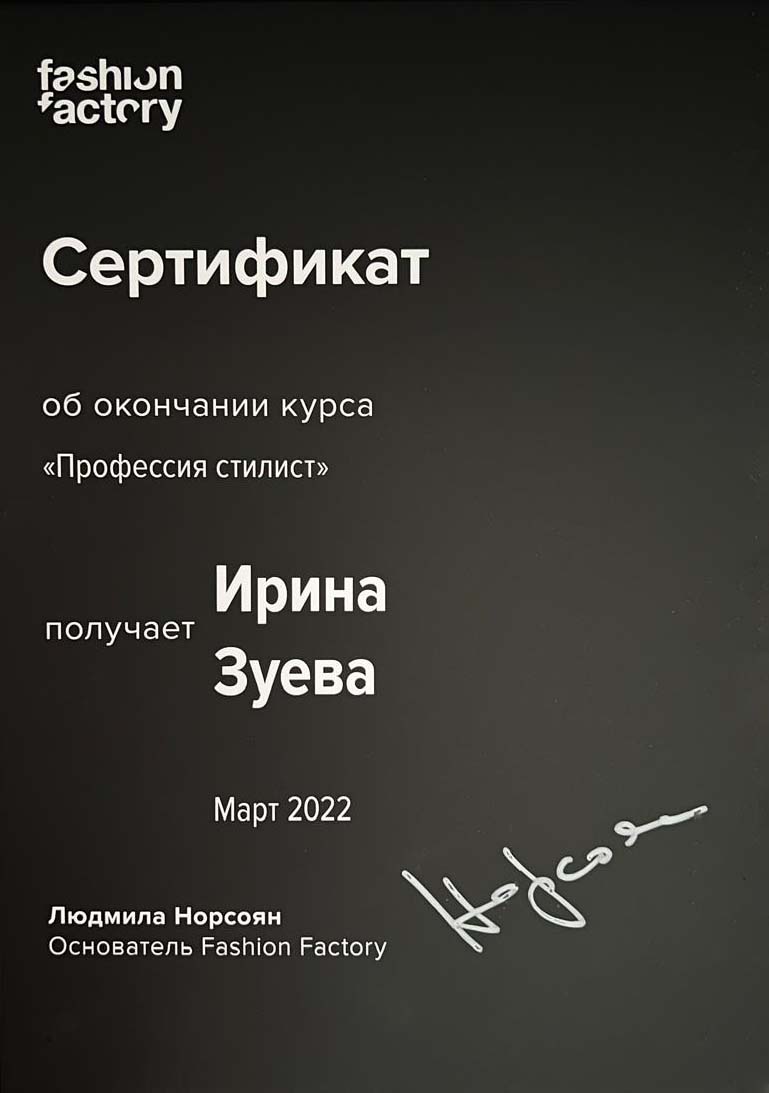 fashion
factory
Сертификат
об окончании курса
«Профессия стилист»
получает
Ирина
Зуева
Март 2022
Людмила Норсоян
Основатель Fashion Factory
Норсоян